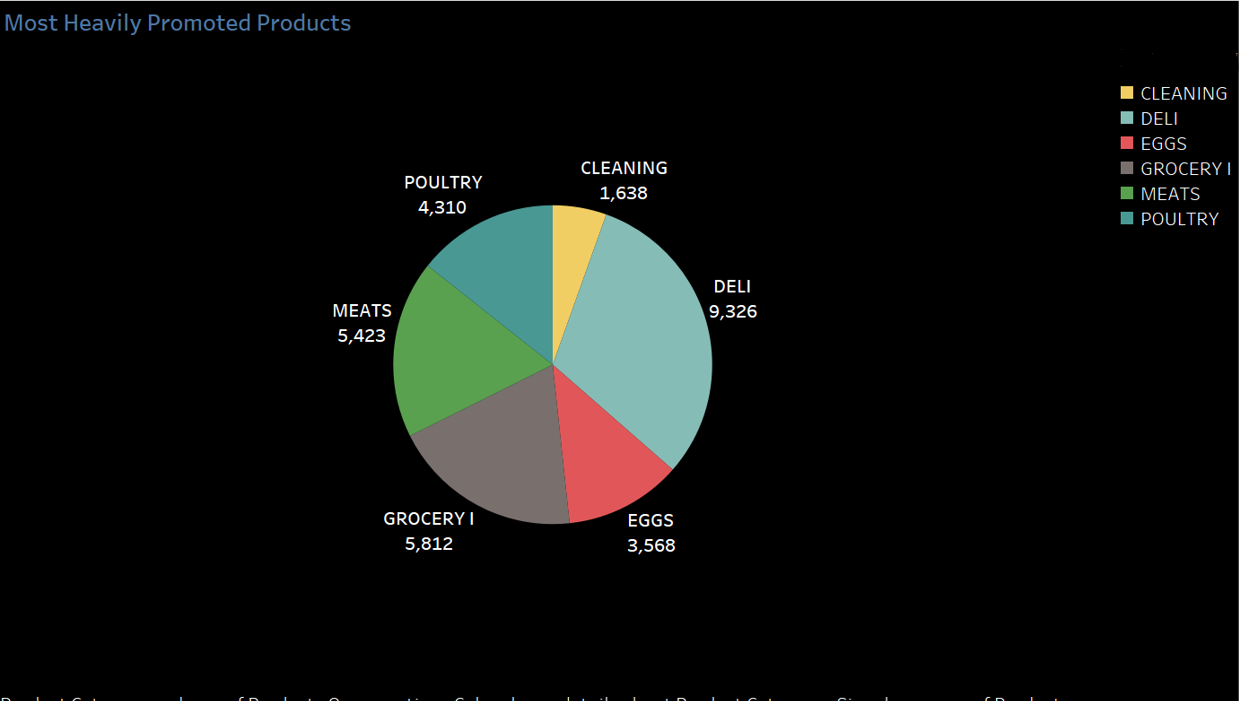 Most Heavily Promoted Products
CLEANING
DELI
EGGS
GROCERY I
MEATS
POULTRY
CLEANING
1,638
POULTRY
4,310
DELI
9,326
MEATS
5,423
GROCERY I
5,812
EGGS
3,568